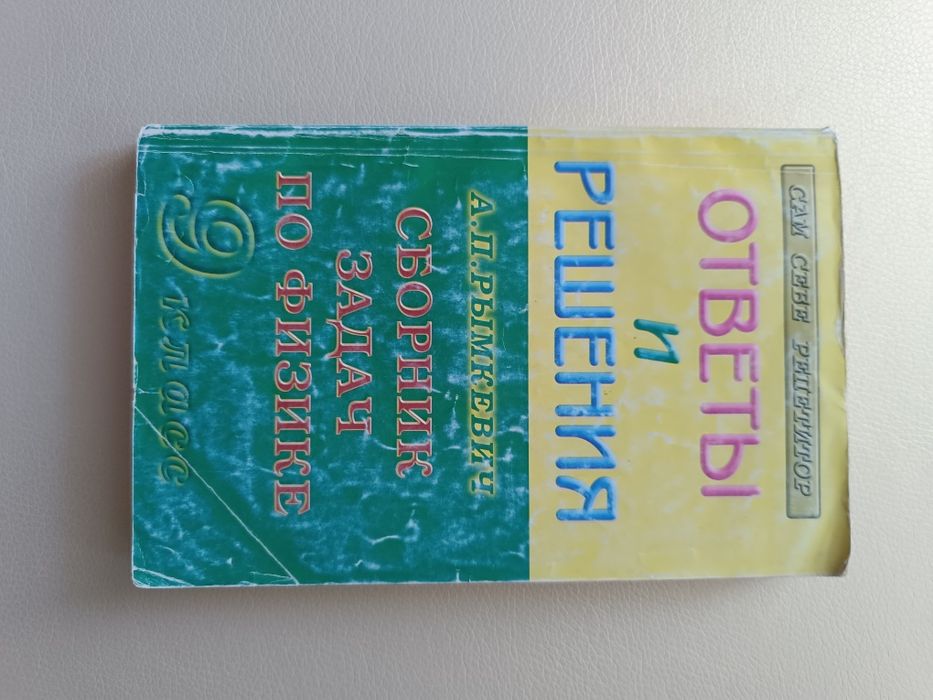 САМ СЕБЕ РЕПЕТИТОР
ОТВЕТЫ
и
РЕШЕНИЯ
А.П.РЫМКЕВИЧ
СБОРНИК
ЗАДАЧ
ПО ФИЗИКЕ
9 класс